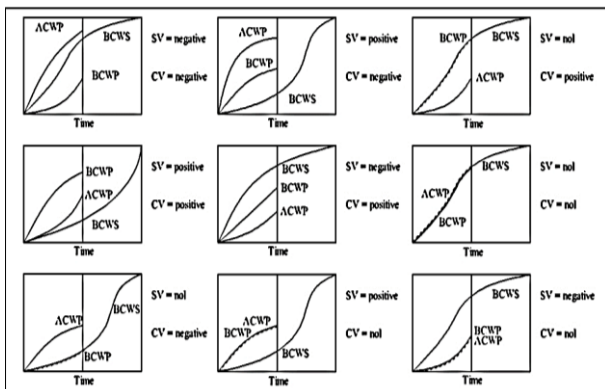 ACWP
BCWS
BCWP
SV = negative
CV = negative
Time
ACWP
BCWP
BCWS
SV = positive
CV = negative
Time
BCWP
BCWS
ACWP
SV = nol
CV = positive
Time
BCWP
ACWP
BCWS
SV = positive
CV = positive
Time
BCWS
BCWP
ACWP
SV = negative
CV = positive
Time
ACWP
BCWS
BCWP
SV = nol
CV = nol
Time
ACWP
BCWS
BCWP
SV = nol
CV = negative
Time
BCWP
ACWP
BCWS
SV = positive
CV = nol
Time
BCWS
BCWP
ACWP
SV = negative
CV = nol
Time